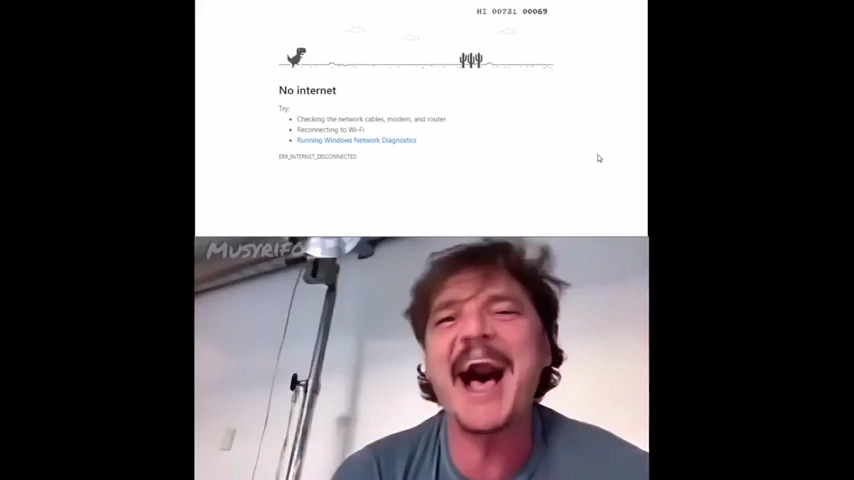 HI 00731 00069
No internet
Try:
Checking the network cables, modem, and router
Reconnecting to Wi-Fi
Running Windows Network Diagnostics
ERR_INTERNET_DISCONNECTED
MUSYRIFO